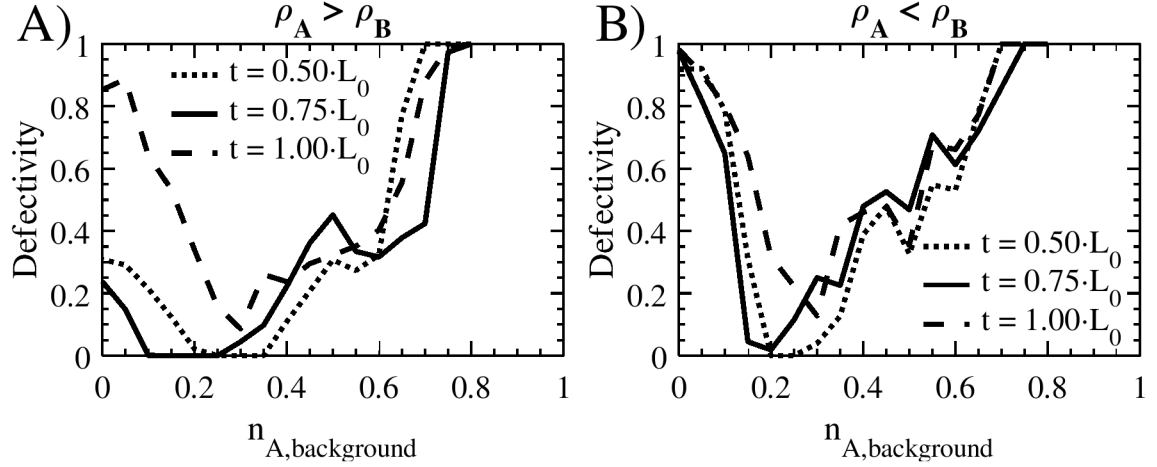 A)
ρA > ρB
Defectivity
1
0.8
0.6
0.4
0.2
0
t = 0.50·L0
t = 0.75·L0
t = 1.00·L0
0 0.2 0.4 0.6 0.8 1
nA,background
B)
ρA < ρB
Defectivity
1
0.8
0.6
0.4
0.2
0
t = 0.50·L0
t = 0.75·L0
t = 1.00·L0
0 0.2 0.4 0.6 0.8 1
nA,background